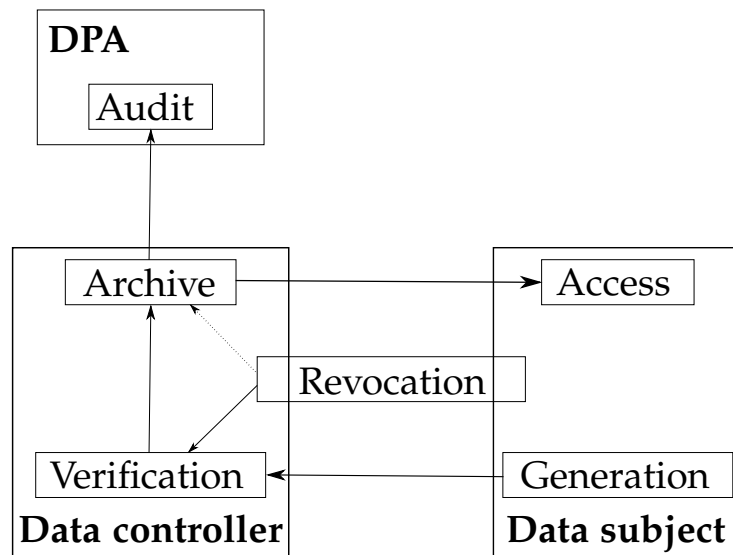 DPA
Audit
Archive
Access
Revocation
Verification
Generation
Data controller
Data subject